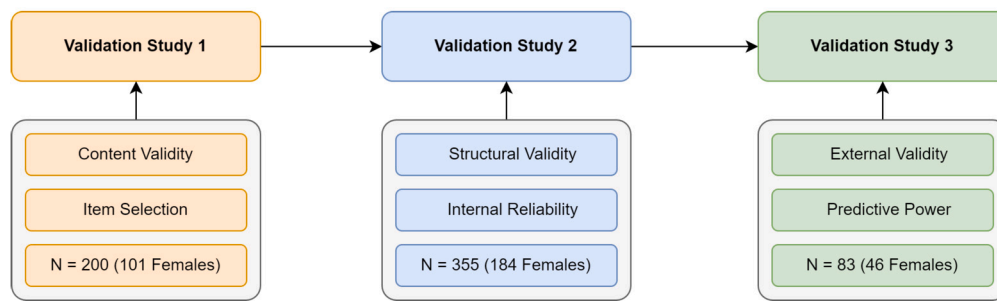 Validation Study 1
Validation Study 2
Validation Study 3
Content Validity
Item Selection
N = 200 (101 Females)
Structural Validity
Internal Reliability
N = 355 (184 Females)
External Validity
Predictive Power
N = 83 (46 Females)